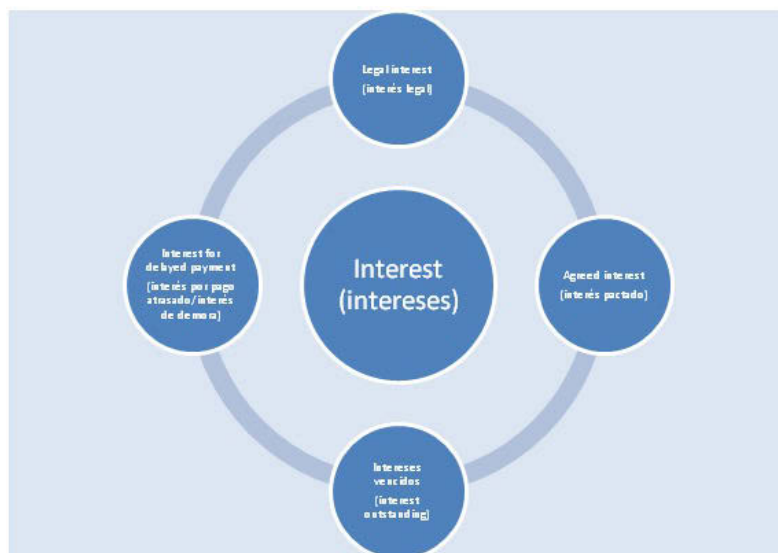 Legal interest
(interés legal)
Interest for
delayed payment
(interés por pago
atrasado/interés
de demora)
Interest
(intereses)
Agreed interest
(interés pactado)
Intereses
vencidos
(interest
outstanding)